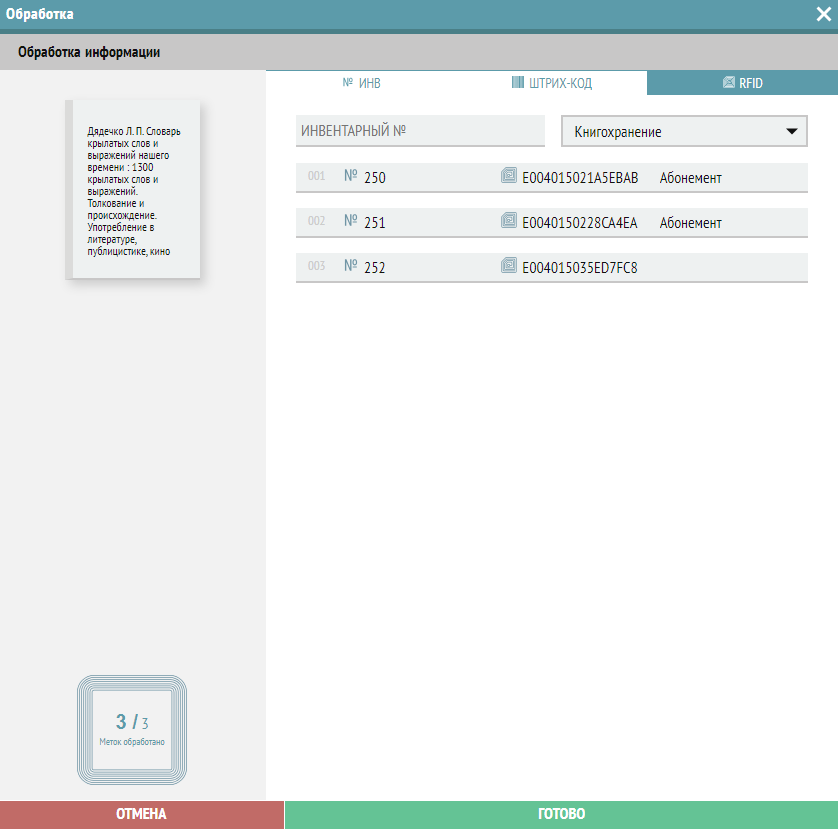 Обработка
Обработка информации
Дядечко Л. П. Словарь
крылатых слов и
выражений нашего
времени : 1300
крылатых слов и
выражений.
Толкование и
происхождение.
Употребление в
литературе,
публицистике, кино
№ ИНВ ШТРИХ-КОД RFID
ИНВЕНТАРНЫЙ № Книгохранение
001 № 250 E004015021A5EBAB Абонемент
002 № 251 E0040150228CA4EA Абонемент
003 № 252 E004015035ED7FC8
3 / 3
Меток обработано
ОТМЕНА ГОТОВО